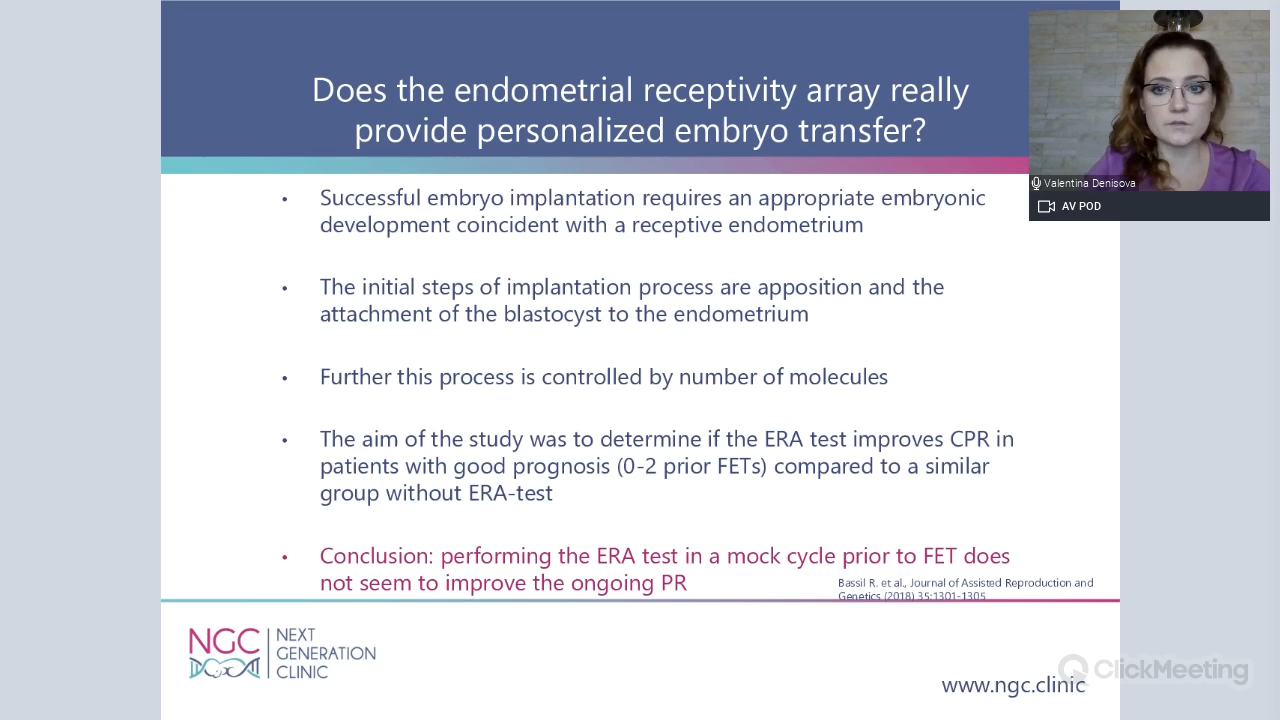 Does the endometrial receptivity array really
provide personalized embryo transfer?
Valentina Denisova
AV POD
• Successful embryo implantation requires an appropriate embryonic
development coincident with a receptive endometrium
• The initial steps of implantation process are apposition and the
attachment of the blastocyst to the endometrium
• Further this process is controlled by number of molecules
• The aim of the study was to determine if the ERA test improves CPR in
patients with good prognosis (0-2 prior FETs) compared to a similar
group without ERA-test
• Conclusion: performing the ERA test in a mock cycle prior to FET does
not seem to improve the ongoing PR
Bassil R. et al., Journal of Assisted Reproduction and
Genetics (2018) 35:1301-1305
NGC
NEXT
GENERATION
CLINIC
ClickMeeting
www.ngc.clinic